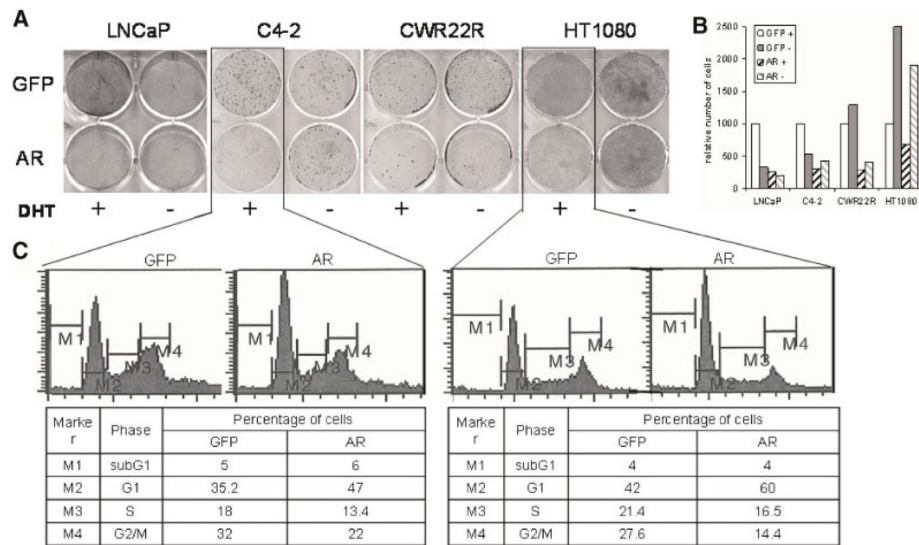 A
LNCaP C4-2 CWR22R HT1080
GFP
AR
DHT + - + - + - + -
B
relative number of cells
2500
2000
1500
1000
500
0
GFP +
GFP -
AR +
AR -
LNCaP C4-2 CWR22R HT1080
C
GFP AR GFP AR
M1 M2 M3 M4
M1 M2 M3 M4
M1 M2 M3 M4
M1 M2 M3 M4
Marke
r
Phase
Percentage of cells
GFP AR
M1 subG1 5 6
M2 G1 35.2 47
M3 S 18 13.4
M4 G2/M 32 22
Marke
r
Phase
Percentage of cells
GFP AR
M1 subG1 4 4
M2 G1 42 60
M3 S 21.4 16.5
M4 G2/M 27.6 14.4